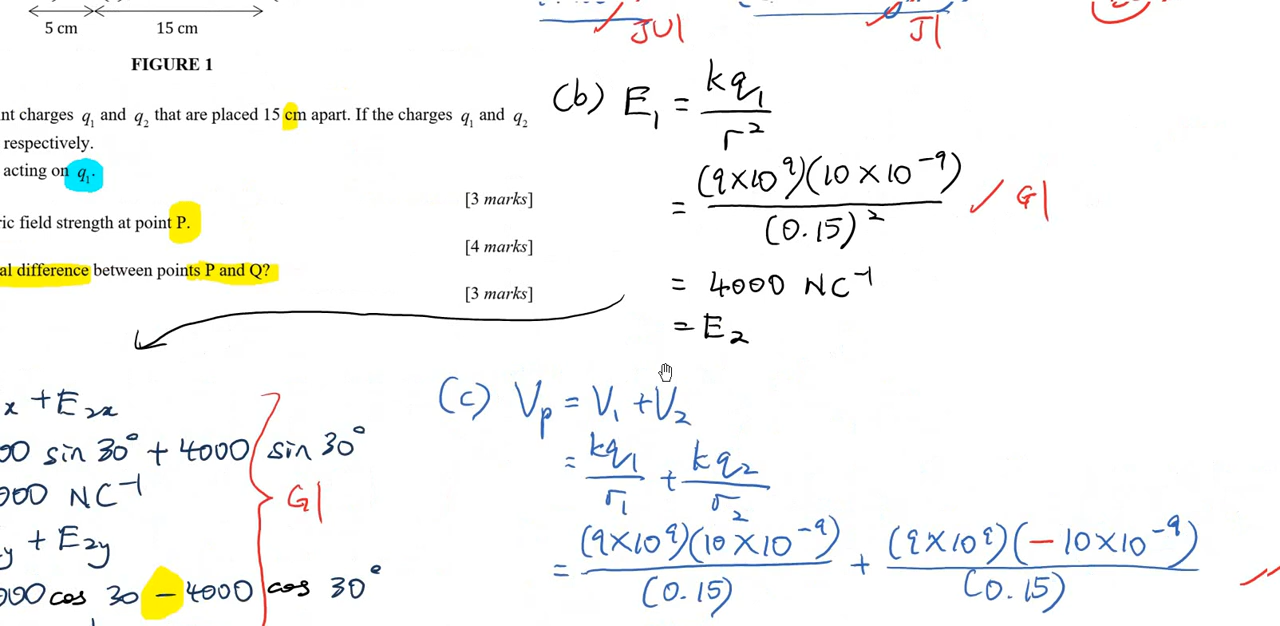 5 cm 15 cm
JU1 J1
FIGURE 1
nt charges q₁ and q₂ that are placed 15 cm apart. If the charges q₁ and q₂
respectively.
acting on q₁.
[3 marks]
ic field strength at point P.
[4 marks]
al difference between points P and Q?
[3 marks]
(b) E₁ = kq₁ / r²
= (9×10⁹)(10×10⁻⁹) / (0.15)² ✓ G1
= 4000 NC⁻¹
= E₂
x + E₂x
00 sin 30° + 4000 sin 30°
000 NC⁻¹
G1
y + E₂y
000 cos 30 − 4000 cos 30°
(c) Vp = V₁ + V₂
= kq₁ / r₁ + kq₂ / r₂
= (9×10⁹)(10×10⁻⁹) / (0.15) + (9×10⁹)(−10×10⁻⁹) / (0.15)